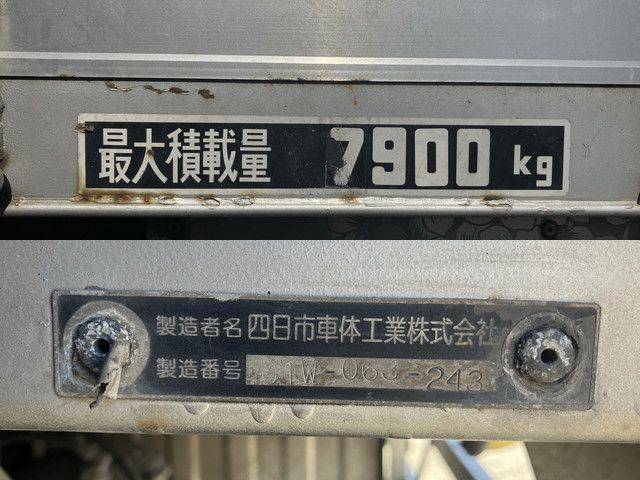 最大積載量 7900 kg
製造者名 四日市車体工業株式会社
製造番号 1W-063-243